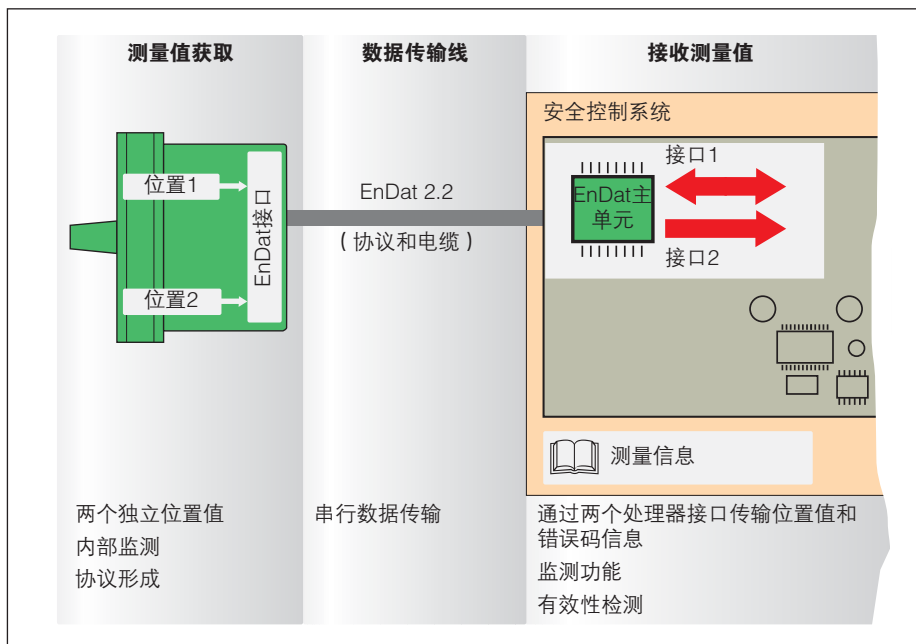 测量值获取
数据传输线
接收测量值
安全控制系统
位置1
位置2
EnDat接口
EnDat 2.2
(协议和电缆)
EnDat主
单元
接口1
接口2
测量信息
两个独立位置值
内部监测
协议形成
串行数据传输
通过两个处理器接口传输位置值和
错误码信息
监测功能
有效性检测